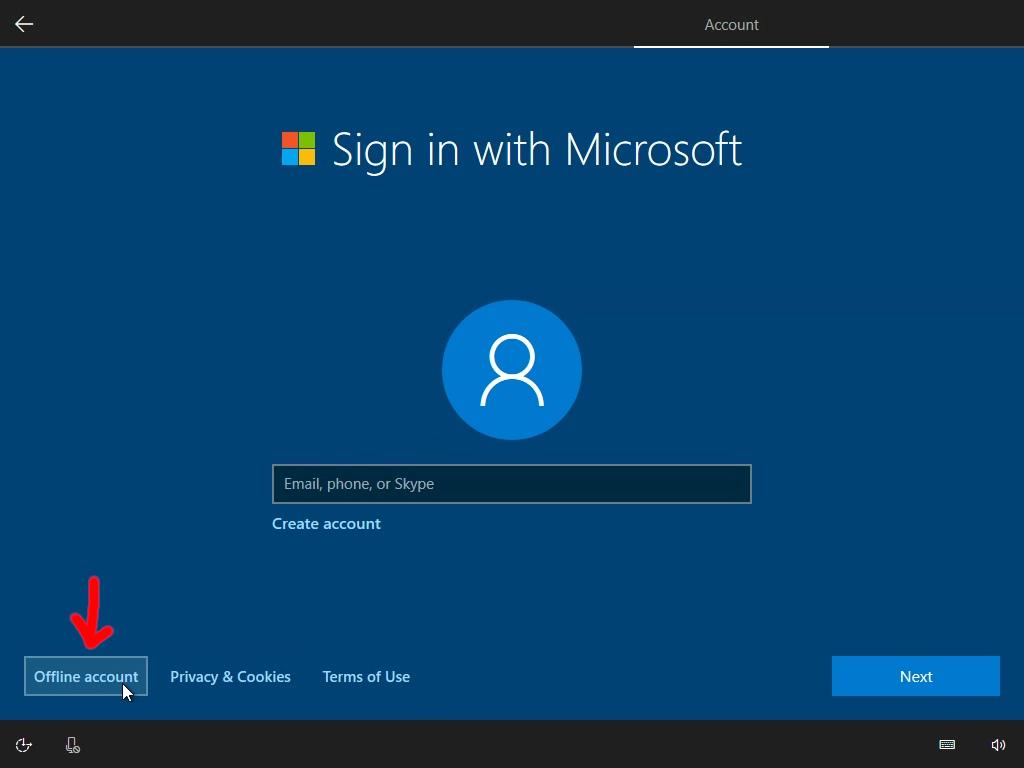 Account
Sign in with Microsoft
Email, phone, or Skype
Create account
Offline account
Privacy & Cookies
Terms of Use
Next